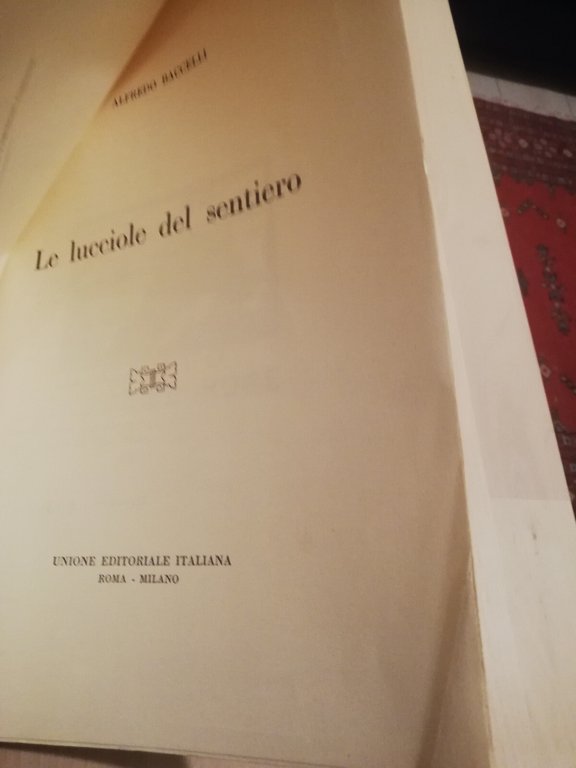 ALFREDO BACCELLI
Le lucciole del sentiero
UNIONE EDITORIALE ITALIANA
ROMA - MILANO